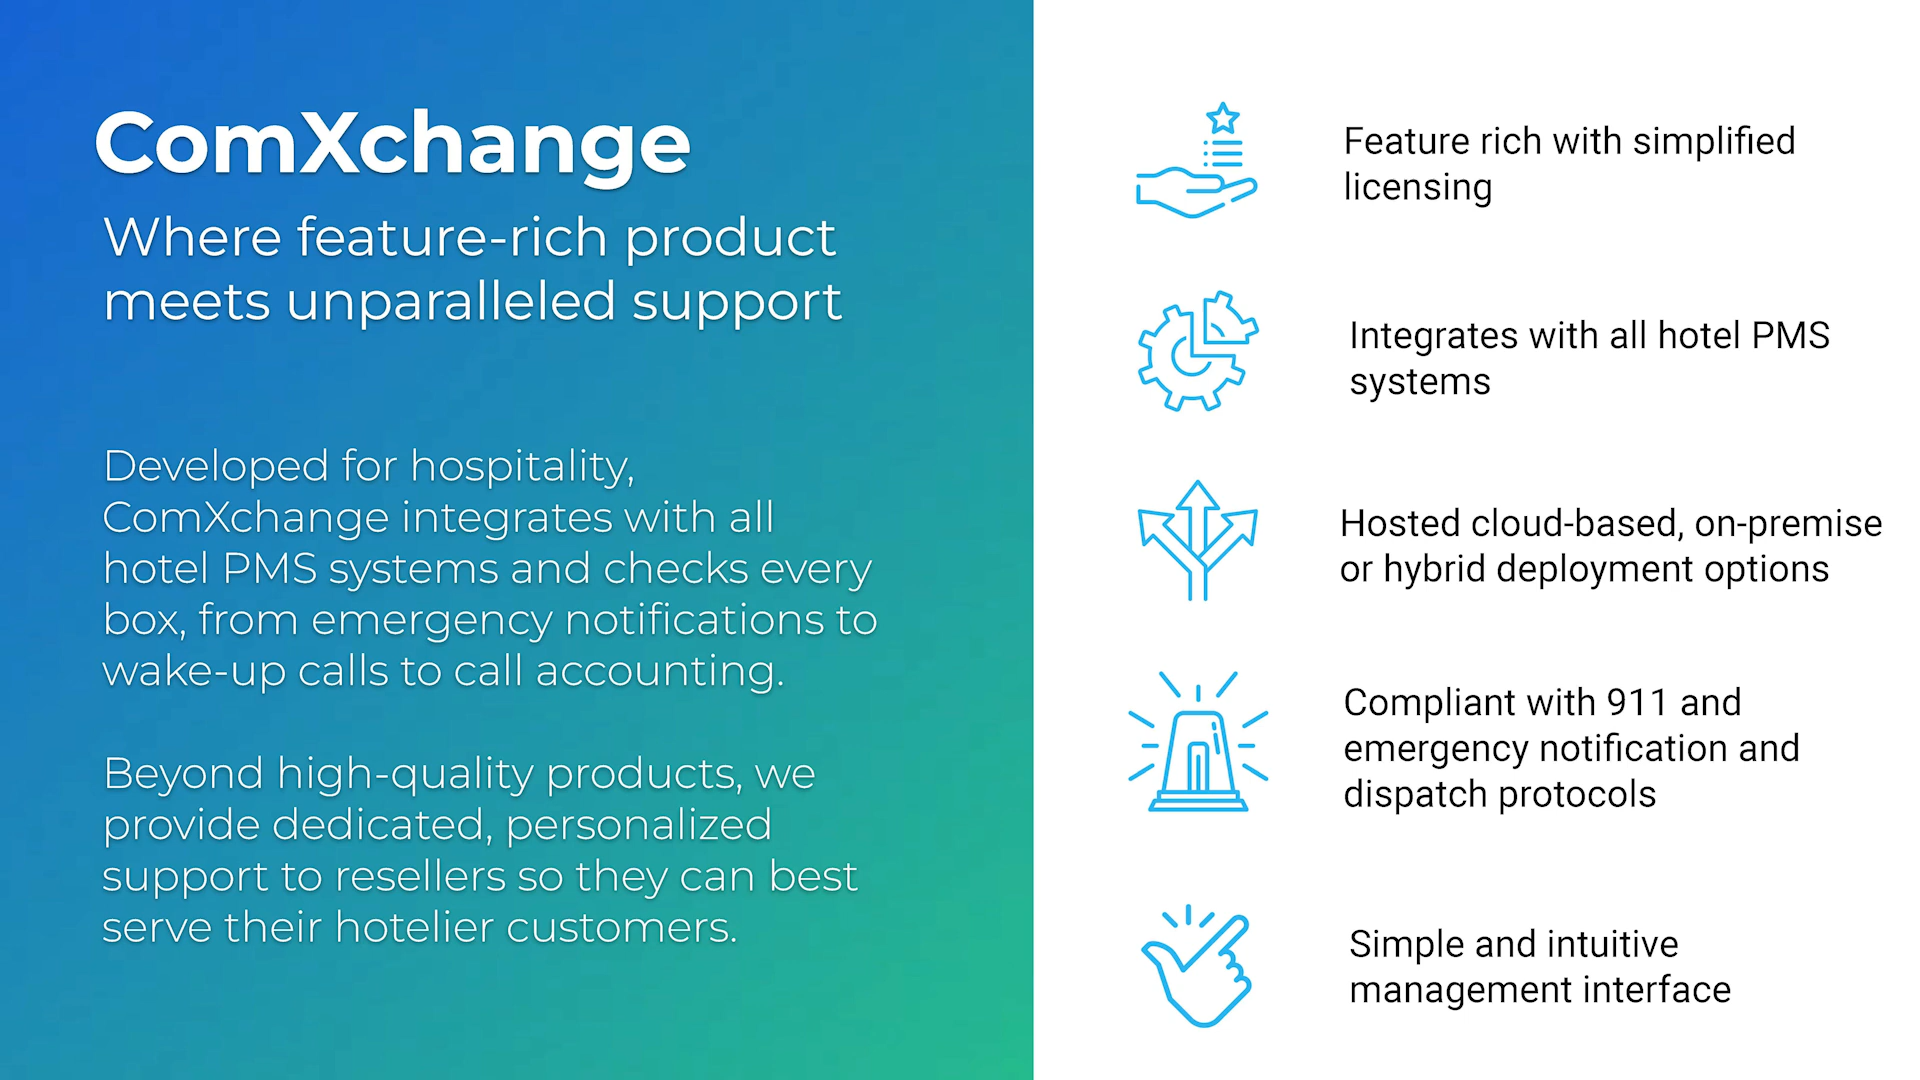 ComXchange
Where feature-rich product
meets unparalleled support
Developed for hospitality,
ComXchange integrates with all
hotel PMS systems and checks every
box, from emergency notifications to
wake-up calls to call accounting.
Beyond high-quality products, we
provide dedicated, personalized
support to resellers so they can best
serve their hotelier customers.
Feature rich with simplified
licensing
Integrates with all hotel PMS
systems
Hosted cloud-based, on-premise
or hybrid deployment options
Compliant with 911 and
emergency notification and
dispatch protocols
Simple and intuitive
management interface